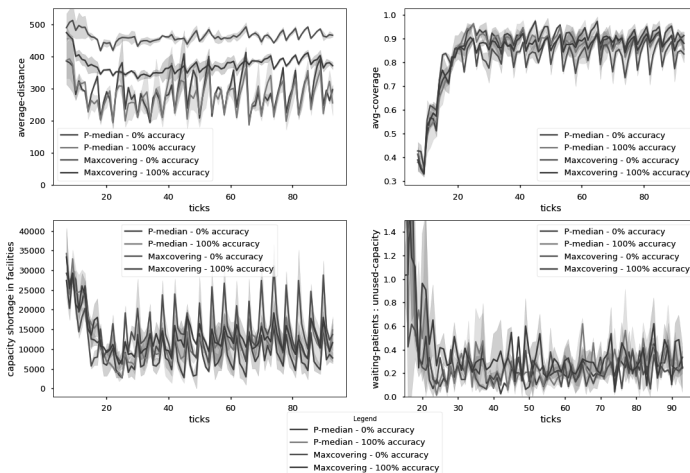 average-distance
500
400
300
200
100
0
P-median - 0% accuracy
P-median - 100% accuracy
Maxcovering - 0% accuracy
Maxcovering - 100% accuracy
20 40 60 80
ticks
avg-coverage
1.0
0.9
0.8
0.7
0.6
0.5
0.4
0.3
P-median - 0% accuracy
P-median - 100% accuracy
Maxcovering - 0% accuracy
Maxcovering - 100% accuracy
0 20 40 60 80
ticks
capacity shortage in facilities
40000
35000
30000
25000
20000
15000
10000
5000
0
P-median - 0% accuracy
P-median - 100% accuracy
Maxcovering - 0% accuracy
Maxcovering - 100% accuracy
20 40 60 80
ticks
waiting-patients : unused-capacity
1.4
1.2
1.0
0.8
0.6
0.4
0.2
0.0
P-median - 0% accuracy
P-median - 100% accuracy
Maxcovering - 0% accuracy
Maxcovering - 100% accuracy
20 30 40 50 60 70 80 90
ticks
Legend
P-median - 0% accuracy
P-median - 100% accuracy
Maxcovering - 0% accuracy
Maxcovering - 100% accuracy